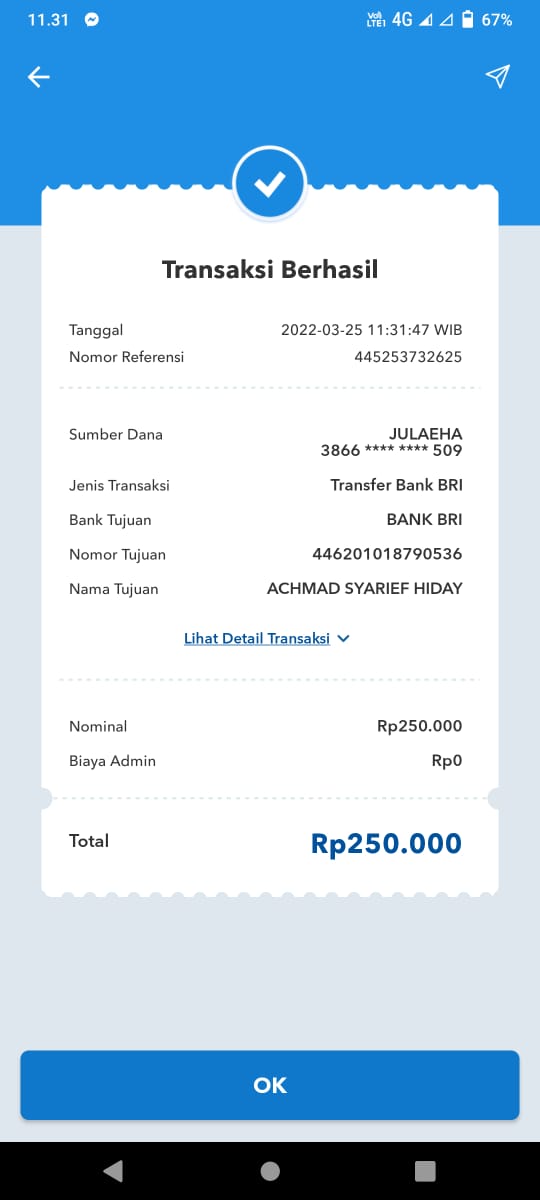 11.31 4G 67%
Transaksi Berhasil
Tanggal 2022-03-25 11:31:47 WIB
Nomor Referensi 445253732625
Sumber Dana JULAEHA
3866 **** **** 509
Jenis Transaksi Transfer Bank BRI
Bank Tujuan BANK BRI
Nomor Tujuan 446201018790536
Nama Tujuan ACHMAD SYARIEF HIDAY
Lihat Detail Transaksi
Nominal Rp250.000
Biaya Admin Rp0
Total Rp250.000
OK